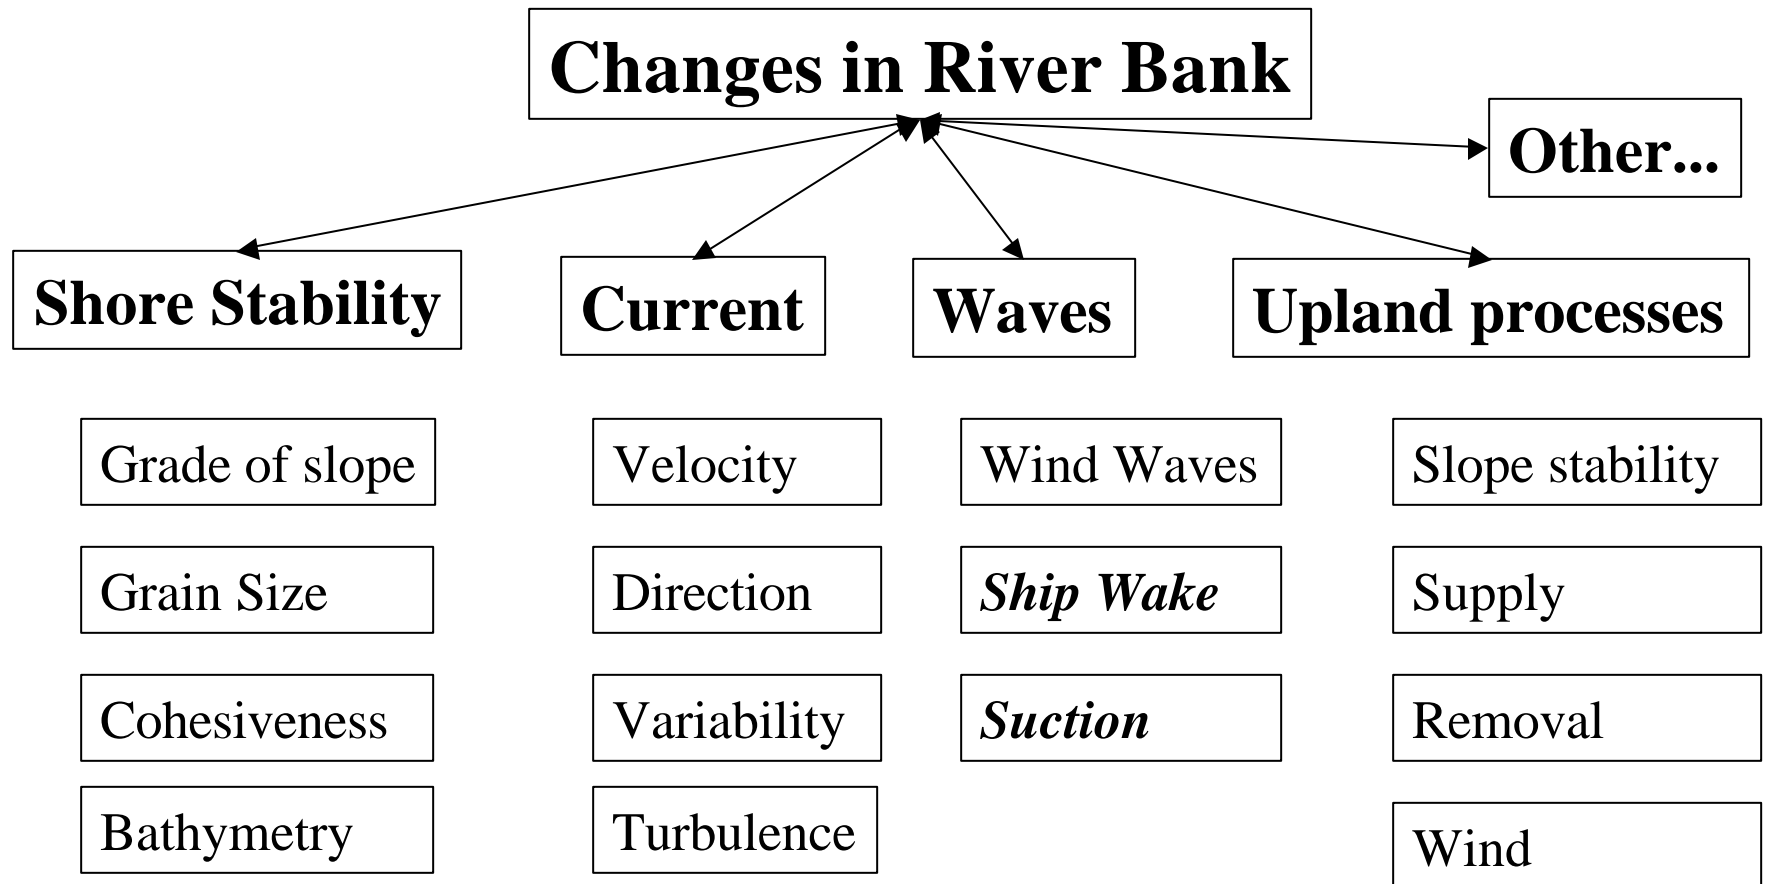 Changes in River Bank
Other...
Shore Stability
Current
Waves
Upland processes
Grade of slope
Velocity
Wind Waves
Slope stability
Grain Size
Direction
Ship Wake
Supply
Cohesiveness
Variability
Suction
Removal
Bathymetry
Turbulence
Wind